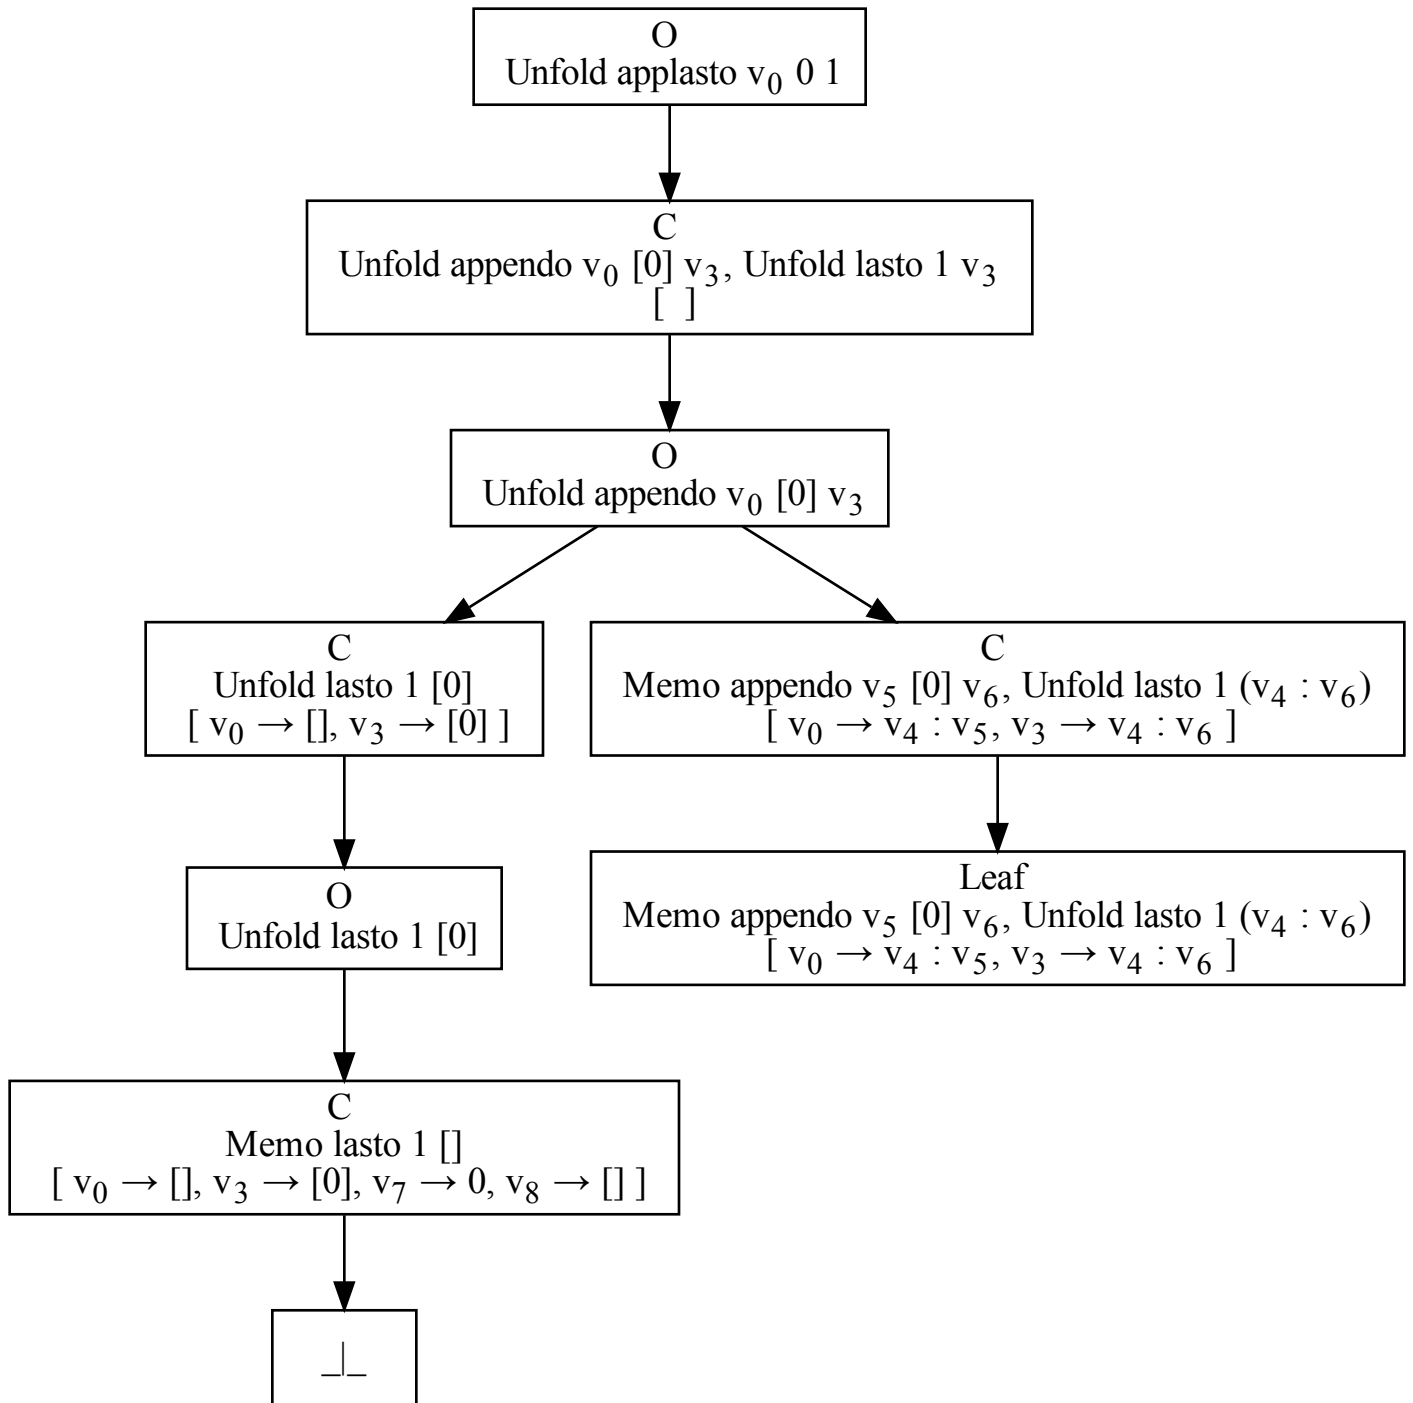 O
Unfold applasto v₀ 0 1
C
Unfold appendo v₀ [0] v₃, Unfold lasto 1 v₃
[ ]
O
Unfold appendo v₀ [0] v₃
C
Unfold lasto 1 [0]
[ v₀ → [], v₃ → [0] ]
C
Memo appendo v₅ [0] v₆, Unfold lasto 1 (v₄ : v₆)
[ v₀ → v₄ : v₅, v₃ → v₄ : v₆ ]
O
Unfold lasto 1 [0]
Leaf
Memo appendo v₅ [0] v₆, Unfold lasto 1 (v₄ : v₆)
[ v₀ → v₄ : v₅, v₃ → v₄ : v₆ ]
C
Memo lasto 1 []
[ v₀ → [], v₃ → [0], v₇ → 0, v₈ → [] ]
_|_